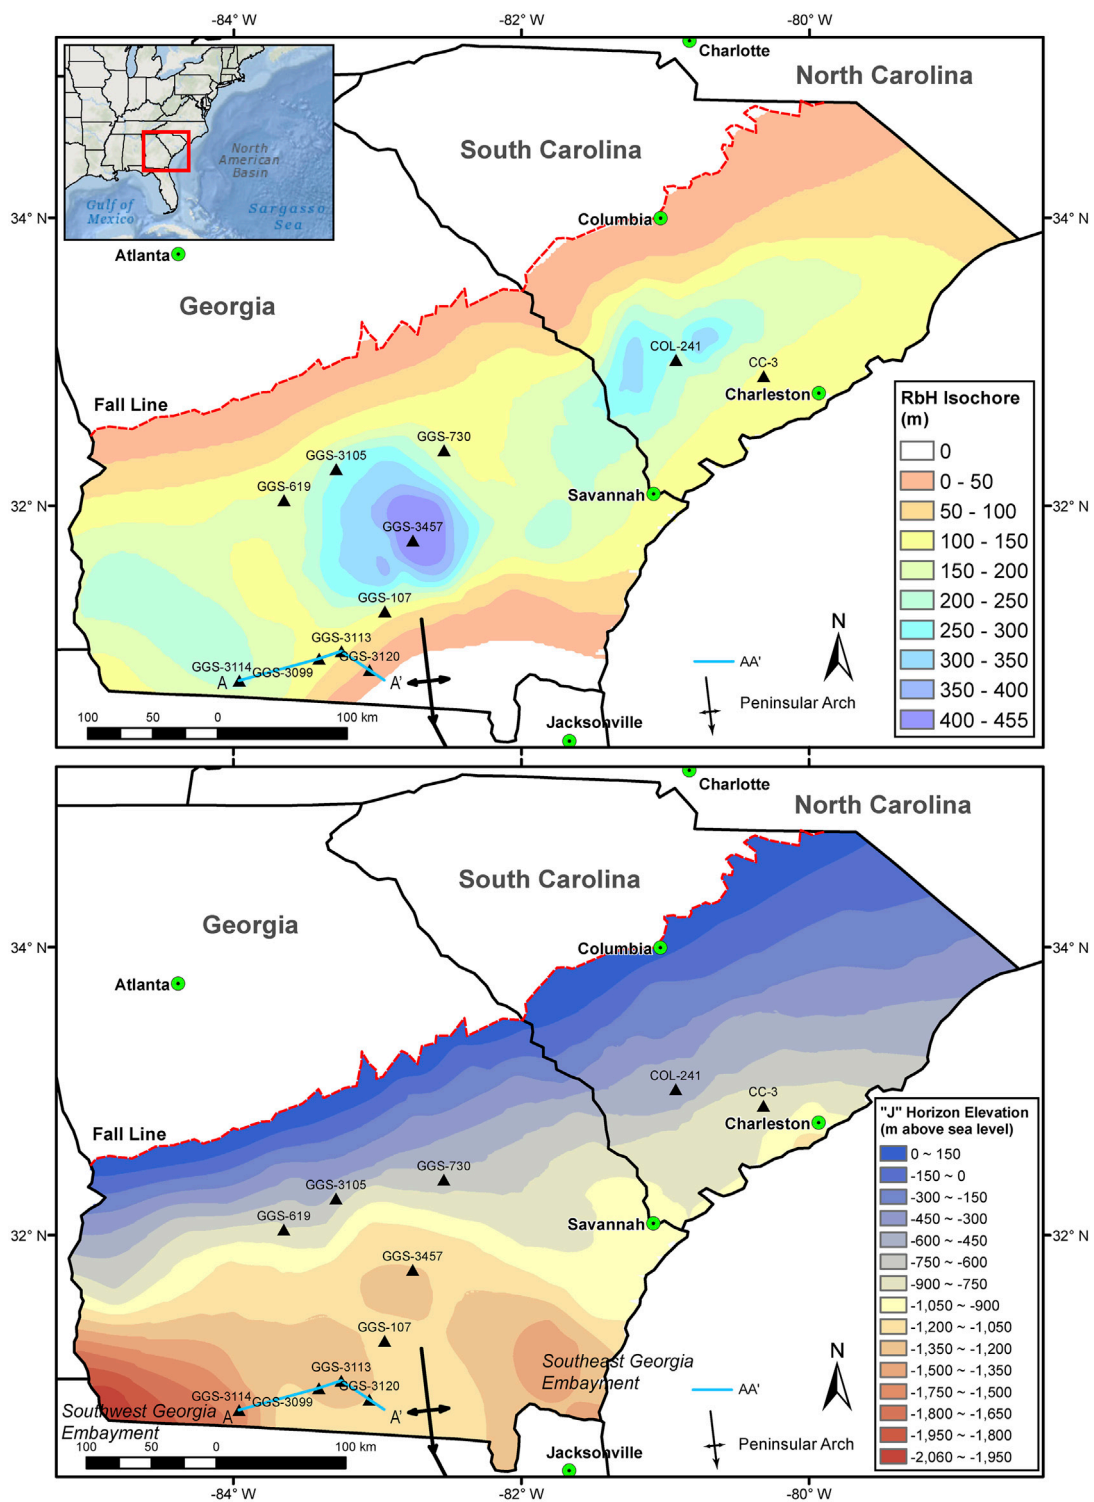 -84° W
-82° W
-80° W
Charlotte
North Carolina
South Carolina
North
American
Basin
Gulf of
Mexico
Sargasso
Sea
34° N
34° N
Columbia
Atlanta
Georgia
COL-241
CC-3
Charleston
Fall Line
RbH Isochore
(m)
0
0 - 50
50 - 100
100 - 150
150 - 200
200 - 250
250 - 300
300 - 350
350 - 400
400 - 455
GGS-730
GGS-3105
GGS-619
Savannah
32° N
32° N
GGS-3457
GGS-107
GGS-3113
GGS-3120
GGS-3114
GGS-3099
A
A'
N
AA'
Peninsular Arch
100 50 0 100 km
Jacksonville
Charlotte
North Carolina
South Carolina
Georgia
34° N
34° N
Columbia
Atlanta
COL-241
CC-3
Charleston
Fall Line
"J" Horizon Elevation
(m above sea level)
0 ~ 150
-150 ~ 0
-300 ~ -150
-450 ~ -300
-600 ~ -450
-750 ~ -600
-900 ~ -750
-1,050 ~ -900
-1,200 ~ -1,050
-1,350 ~ -1,200
-1,500 ~ -1,350
-1,750 ~ -1,500
-1,800 ~ -1,650
-1,950 ~ -1,800
-2,060 ~ -1,950
GGS-730
GGS-3105
GGS-619
Savannah
32° N
32° N
GGS-3457
GGS-107
GGS-3113
GGS-3120
GGS-3114
GGS-3099
A
A'
Southeast Georgia
Embayment
Southwest Georgia
Embayment
N
AA'
Peninsular Arch
100 50 0 100 km
Jacksonville
-84° W
-82° W
-80° W